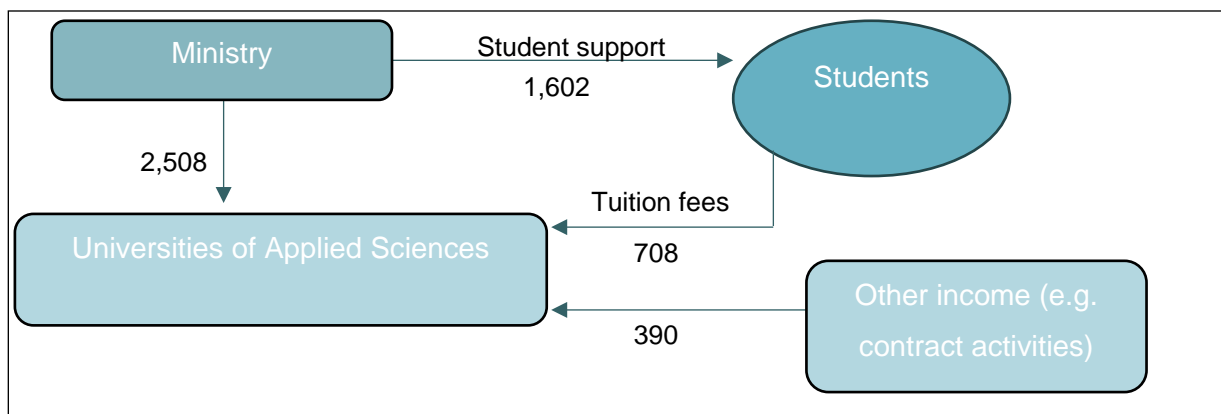 Ministry
Student support
1,602
Students
2,508
Tuition fees
708
Universities of Applied Sciences
390
Other income (e.g.
contract activities)